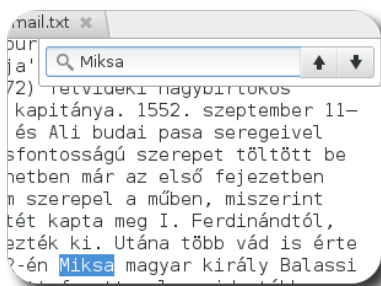 mail.txt
Miksa
72) felvidéki nagybirtokos
kapitánya. 1552. szeptember 11–
és Ali budai pasa seregeivel
sfontosságú szerepet töltött be
netben már az első fejezetben
m szerepel a műben, miszerint
tét kapta meg I. Ferdinándtól,
ezték ki. Utána több vád is érte
2-én Miksa magyar király Balassi